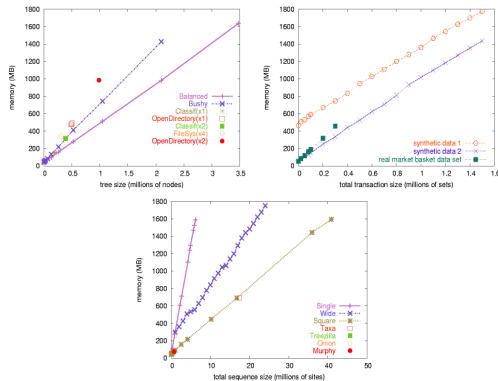 1800
1600
1400
1200
1000
800
600
400
200
0
memory (MB)
0 0.5 1 1.5 2 2.5 3 3.5
tree size (millions of nodes)
Balanced
Bushy
Classif(x1)
OpenDirectory(x1)
Classif(x2)
FileSys(x4)
OpenDirectory(x2)
1800
1600
1400
1200
1000
800
600
400
200
0
memory (MB)
0 0.2 0.4 0.6 0.8 1 1.2 1.4 1.6
total transaction size (millions of sets)
synthetic data 1
synthetic data 2
real market basket data set
1800
1600
1400
1200
1000
800
600
400
200
0
memory (MB)
0 10 20 30 40 50
total sequence size (millions of sites)
Single
Wide
Square
Taxa
Treezilla
Onion
Murphy